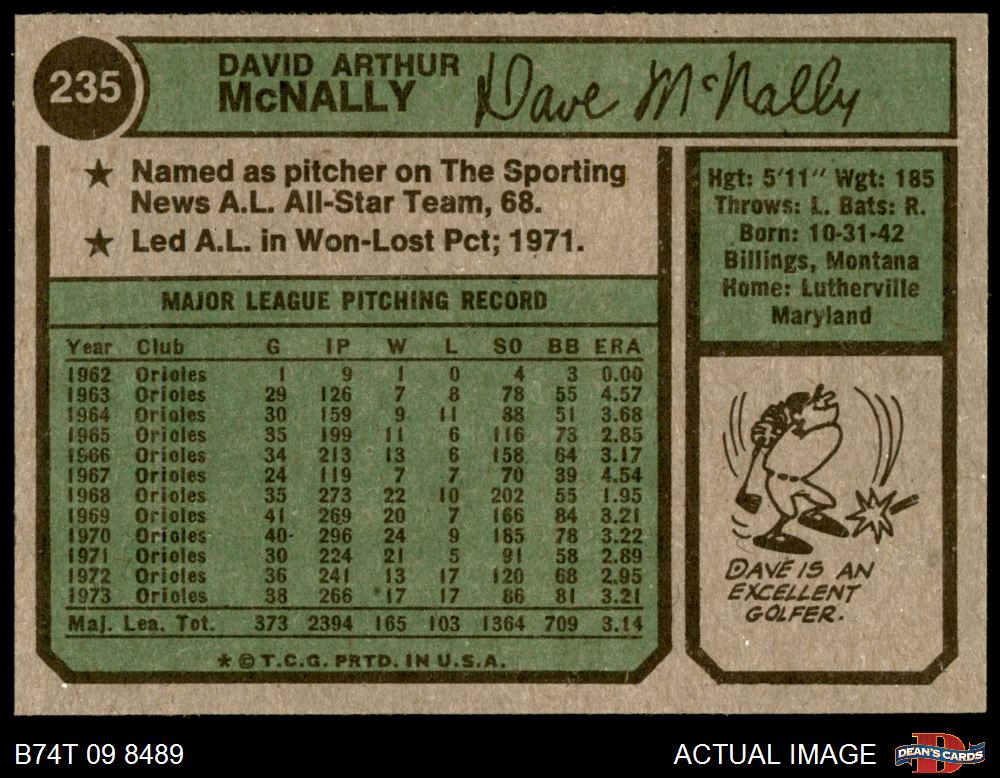 235
DAVID ARTHUR
McNALLY
Dave McNally
★ Named as pitcher on The Sporting
News A.L. All-Star Team, 68.
★ Led A.L. in Won-Lost Pct; 1971.
Hgt: 5'11" Wgt: 185
Throws: L. Bats: R.
Born: 10-31-42
Billings, Montana
Home: Lutherville
Maryland
MAJOR LEAGUE PITCHING RECORD
Year Club G IP W L SO BB ERA
1962 Orioles 1 9 1 0 4 3 0.00
1963 Orioles 29 126 7 8 78 55 4.57
1964 Orioles 30 159 9 11 88 51 3.68
1965 Orioles 35 199 11 6 116 73 2.85
1966 Orioles 34 213 13 6 158 64 3.17
1967 Orioles 24 119 7 7 70 39 4.54
1968 Orioles 35 273 22 10 202 55 1.95
1969 Orioles 41 269 20 7 166 84 3.21
1970 Orioles 40 296 24 9 185 78 3.22
1971 Orioles 30 224 21 5 91 58 2.89
1972 Orioles 36 241 13 17 120 68 2.95
1973 Orioles 38 266 17 17 86 81 3.21
Maj. Lea. Tot. 373 2394 165 103 1364 709 3.14
* © T.C.G. PRTD. IN U.S.A.
DAVE IS AN
EXCELLENT
GOLFER.
B74T 09 8489
ACTUAL IMAGE
DEAN'S CARDS